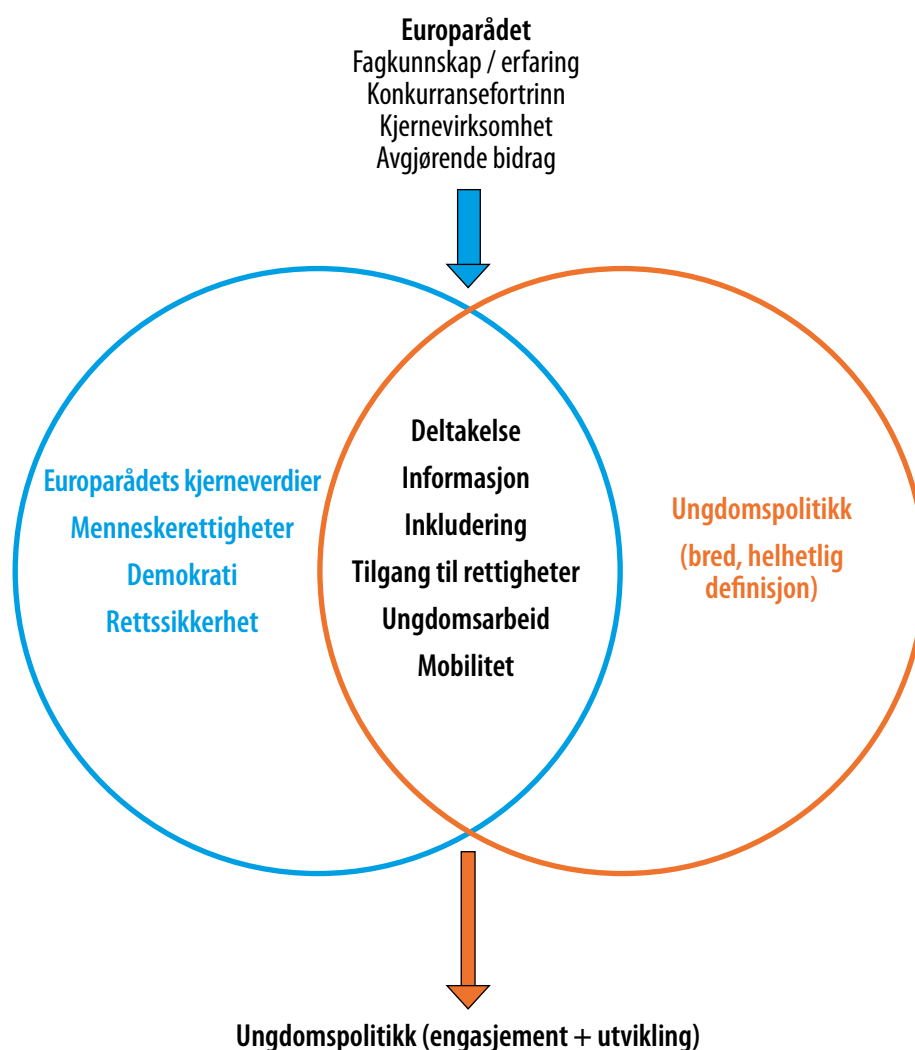 Europarådet
Fagkunnskap / erfaring
Konkurransefortrinn
Kjernevirksomhet
Avgjørende bidrag
Europarådets kjerneverdier
Menneskerettigheter
Demokrati
Rettssikkerhet
Deltakelse
Informasjon
Inkludering
Tilgang til rettigheter
Ungdomsarbeid
Mobilitet
Ungdomspolitikk
(bred, helhetlig
definisjon)
Ungdomspolitikk (engasjement + utvikling)